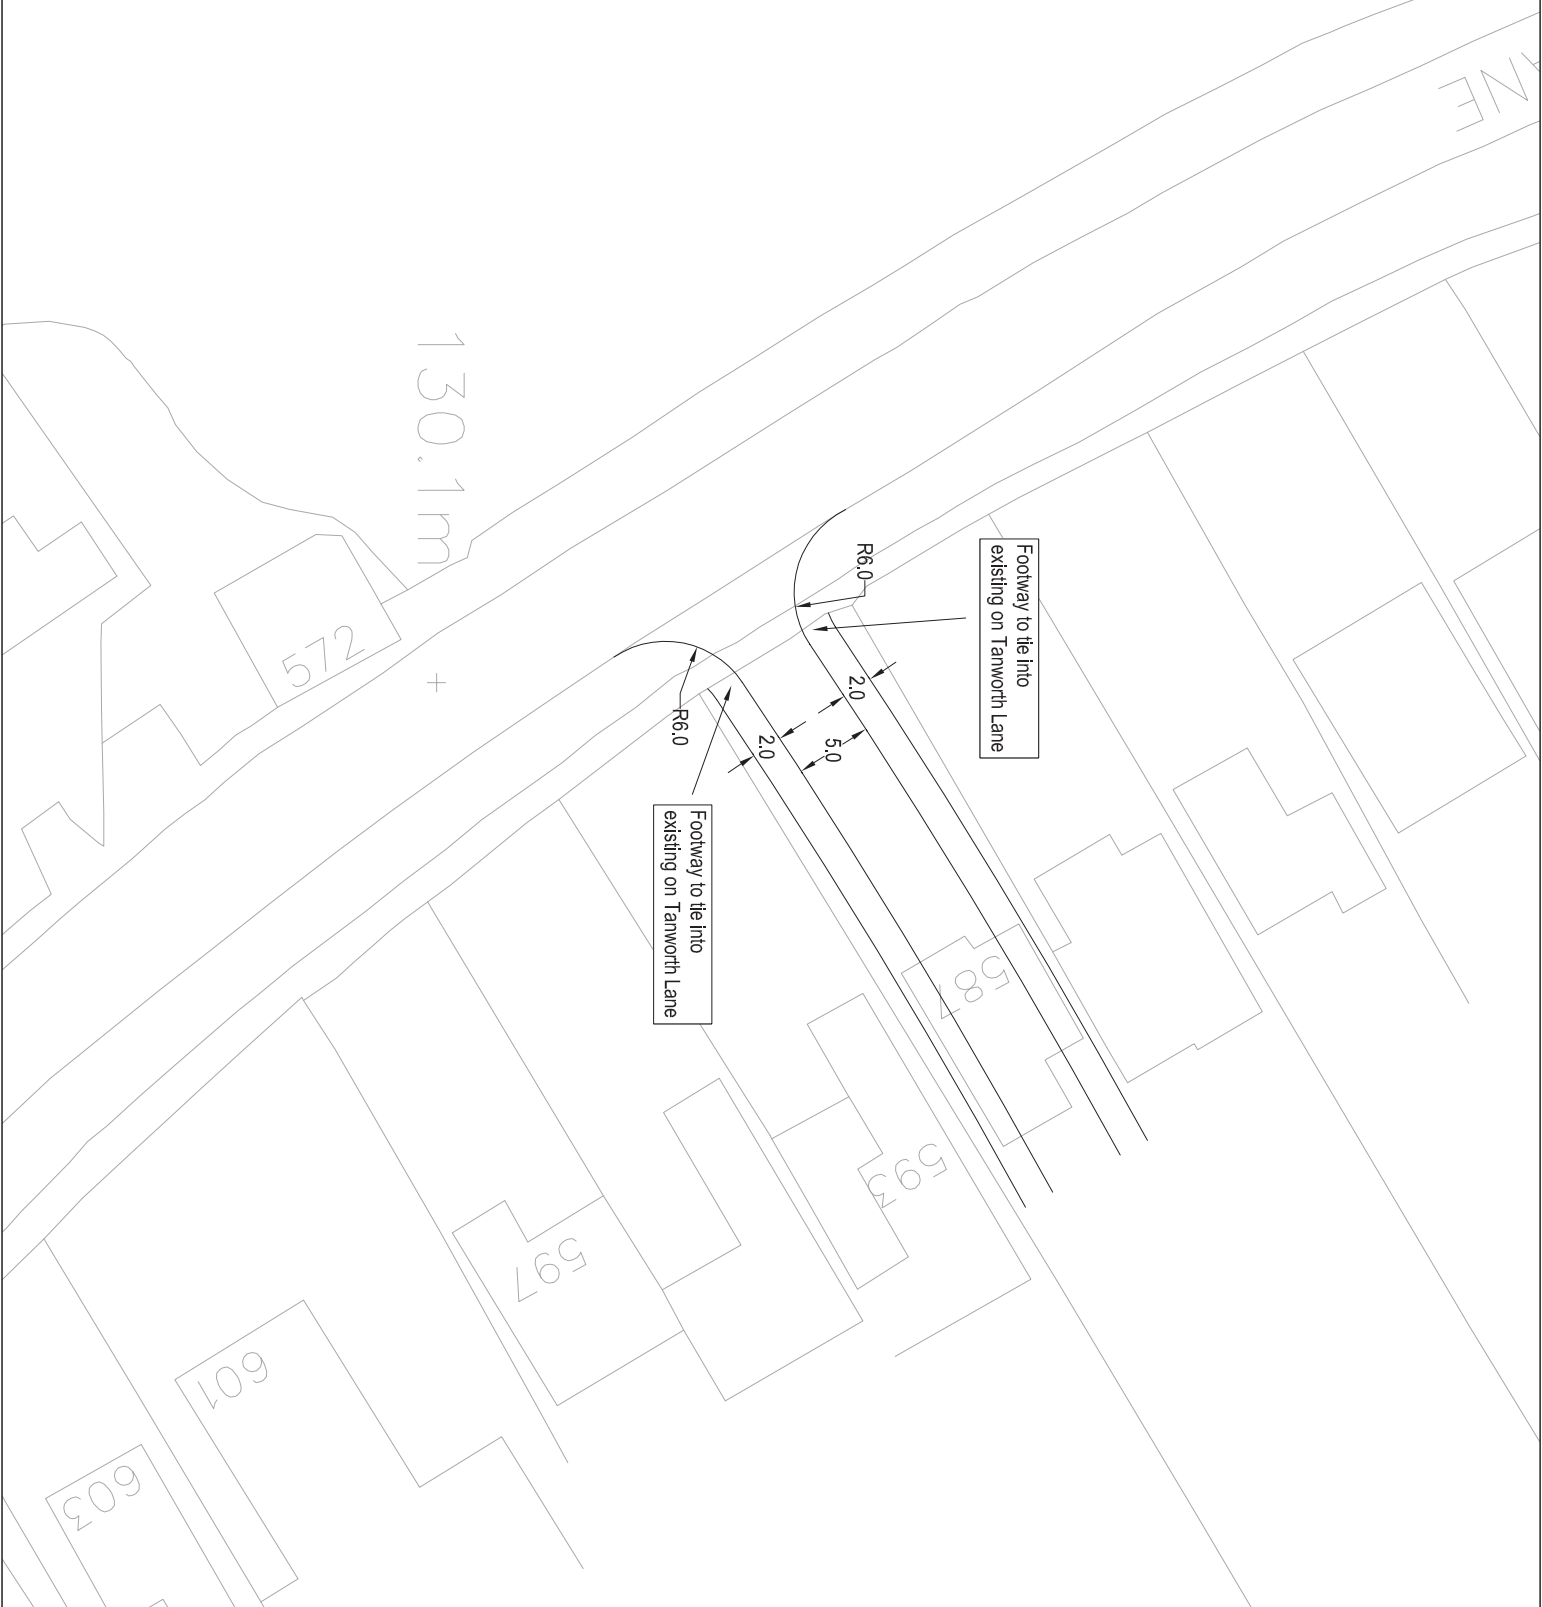 NE
130.1m
Footway to tie into
existing on Tanworth Lane
R6.0
2.0
5.0
2.0
R6.0
Footway to tie into
existing on Tanworth Lane
572
587
593
597
601
603